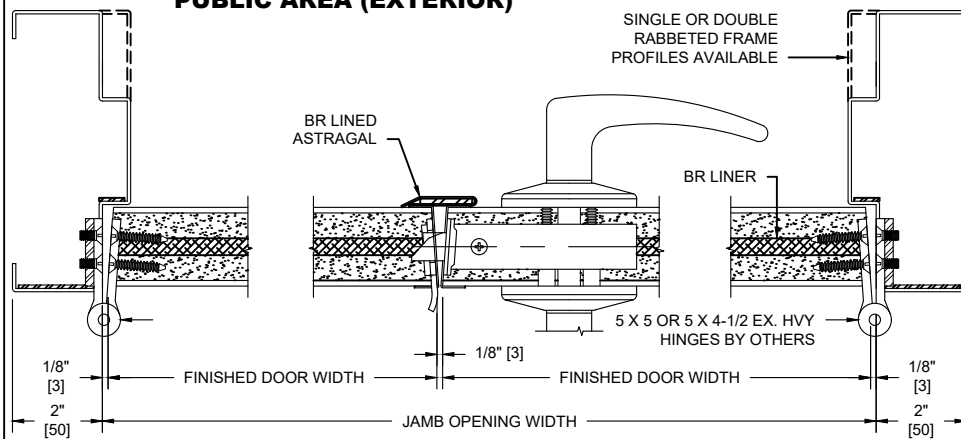 PUBLIC AREA (EXTERIOR)
SINGLE OR DOUBLE
RABBETED FRAME
PROFILES AVAILABLE
BR LINED
ASTRAGAL
BR LINER
5 X 5 OR 5 X 4-1/2 EX. HVY
HINGES BY OTHERS
1/8" [3]
1/8"
[3]
FINISHED DOOR WIDTH
FINISHED DOOR WIDTH
1/8"
[3]
2"
[50]
JAMB OPENING WIDTH
2"
[50]